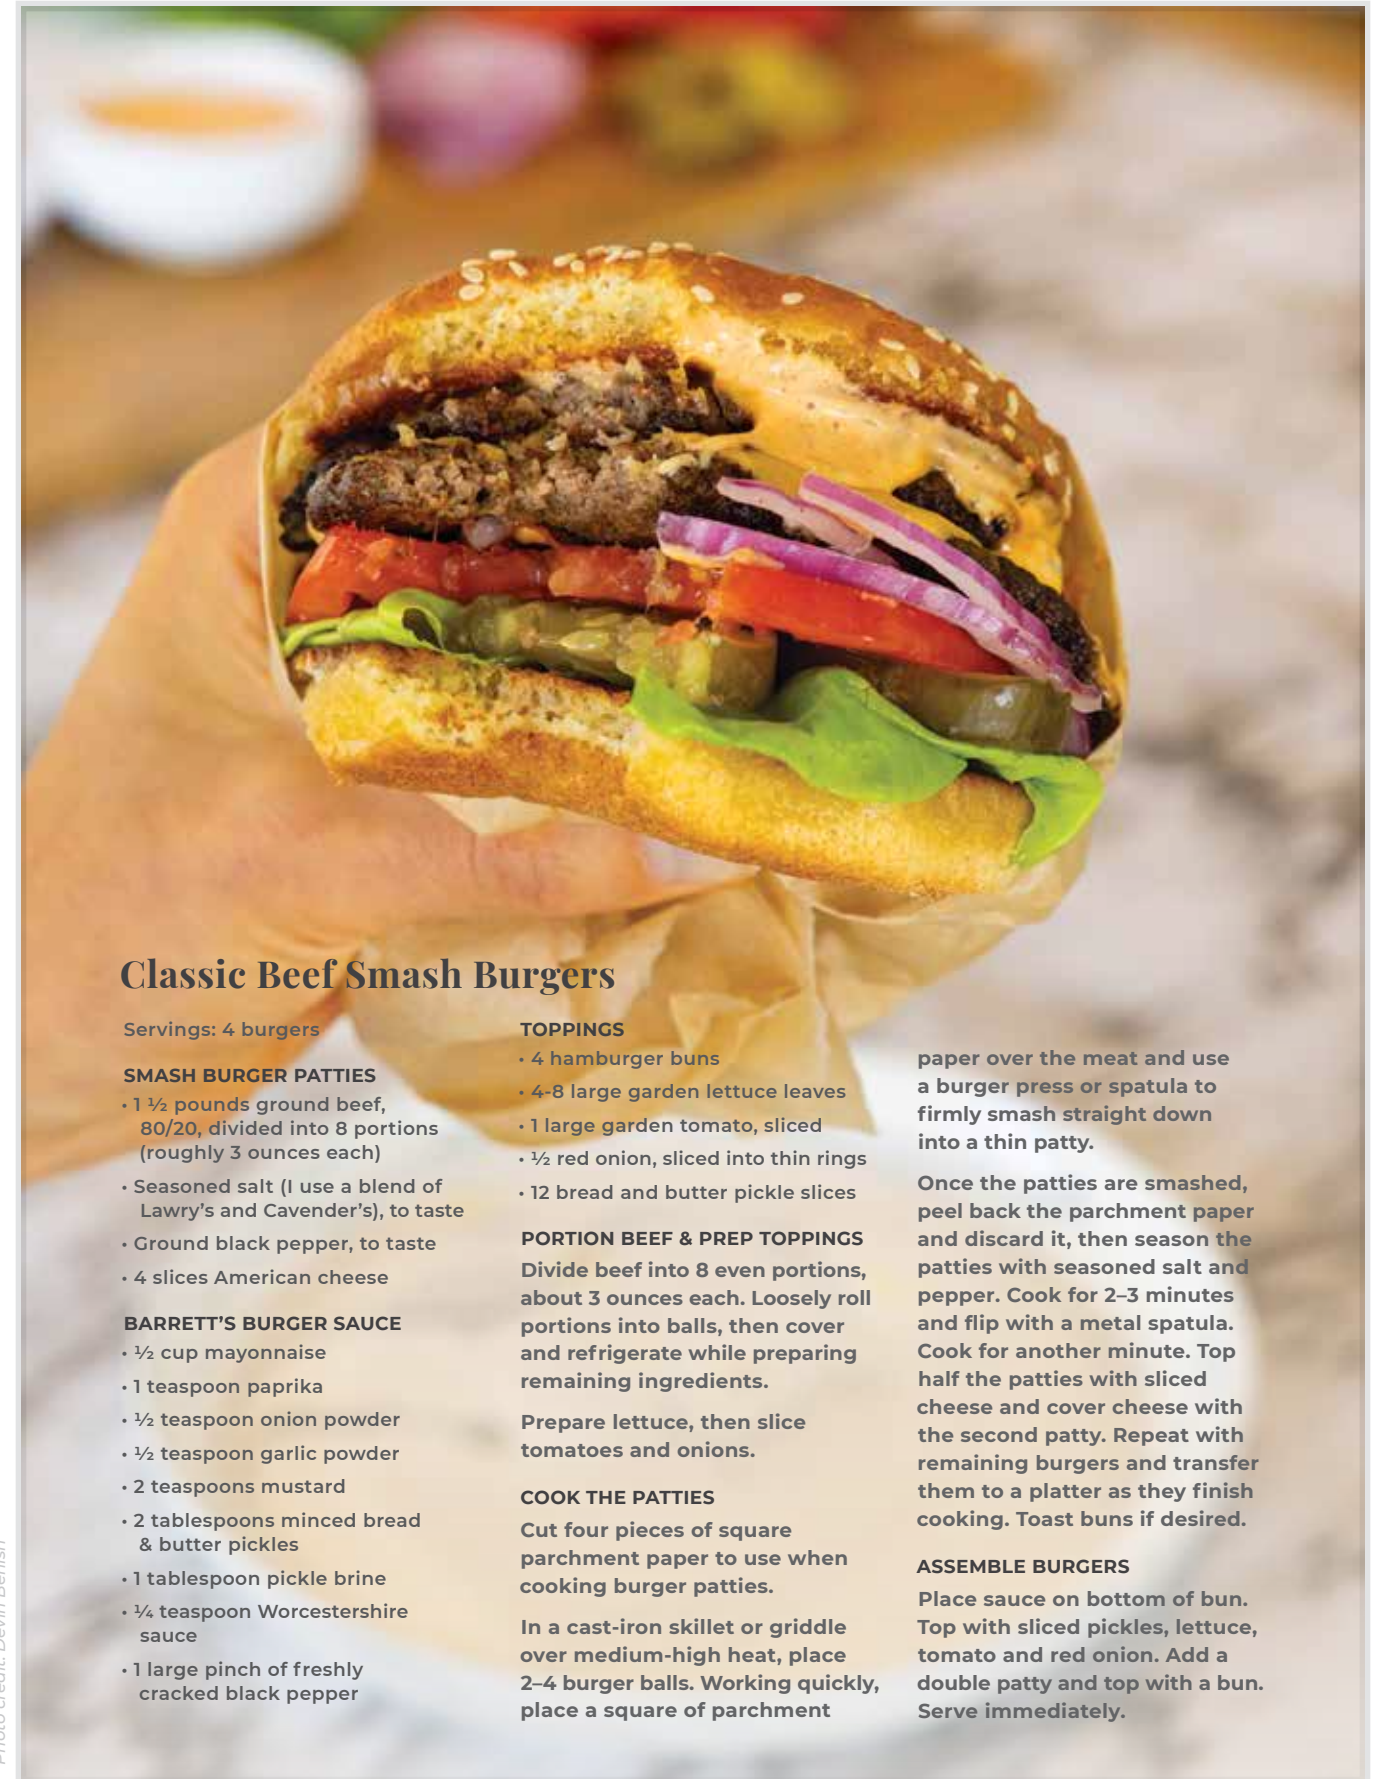 Classic Beef Smash Burgers
Servings: 4 burgers
SMASH BURGER PATTIES
• 1 ½ pounds ground beef,
80/20, divided into 8 portions
(roughly 3 ounces each)
• Seasoned salt (I use a blend of
Lawry’s and Cavender’s), to taste
• Ground black pepper, to taste
• 4 slices American cheese
BARRETT’S BURGER SAUCE
• ½ cup mayonnaise
• 1 teaspoon paprika
• ½ teaspoon onion powder
• ½ teaspoon garlic powder
• 2 teaspoons mustard
• 2 tablespoons minced bread
& butter pickles
• 1 tablespoon pickle brine
• ¼ teaspoon Worcestershire
sauce
• 1 large pinch of freshly
cracked black pepper
TOPPINGS
• 4 hamburger buns
• 4-8 large garden lettuce leaves
• 1 large garden tomato, sliced
• ½ red onion, sliced into thin rings
• 12 bread and butter pickle slices
PORTION BEEF & PREP TOPPINGS
Divide beef into 8 even portions,
about 3 ounces each. Loosely roll
portions into balls, then cover
and refrigerate while preparing
remaining ingredients.
Prepare lettuce, then slice
tomatoes and onions.
COOK THE PATTIES
Cut four pieces of square
parchment paper to use when
cooking burger patties.
In a cast-iron skillet or griddle
over medium-high heat, place
2–4 burger balls. Working quickly,
place a square of parchment
paper over the meat and use
a burger press or spatula to
firmly smash straight down
into a thin patty.
Once the patties are smashed,
peel back the parchment paper
and discard it, then season the
patties with seasoned salt and
pepper. Cook for 2–3 minutes
and flip with a metal spatula.
Cook for another minute. Top
half the patties with sliced
cheese and cover cheese with
the second patty. Repeat with
remaining burgers and transfer
them to a platter as they finish
cooking. Toast buns if desired.
ASSEMBLE BURGERS
Place sauce on bottom of bun.
Top with sliced pickles, lettuce,
tomato and red onion. Add a
double patty and top with a bun.
Serve immediately.
Photo credit: Devin Benish